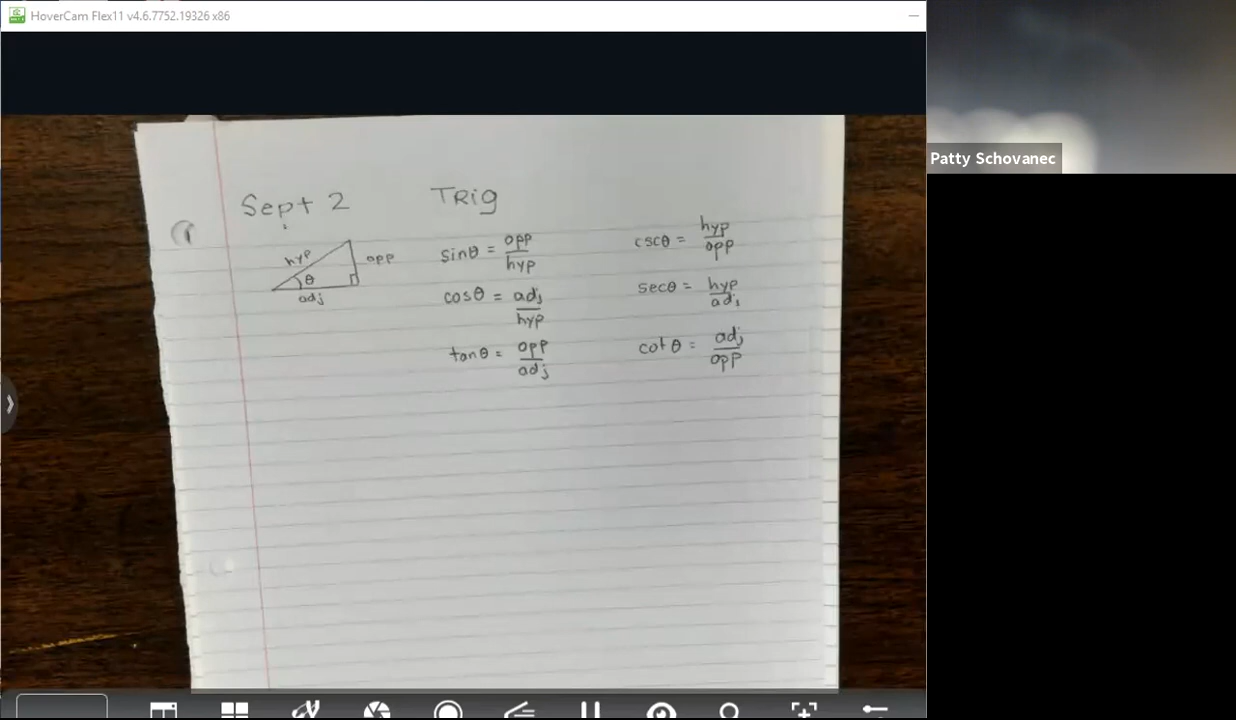 HoverCam Flex11 v4.6.7752.19326 x86
Patty Schovanec
Sept 2 TRig
hyp
opp
θ
adj
sinθ = opp/hyp
cscθ = hyp/opp
cosθ = adj/hyp
secθ = hyp/adj
tanθ = opp/adj
cotθ = adj/opp